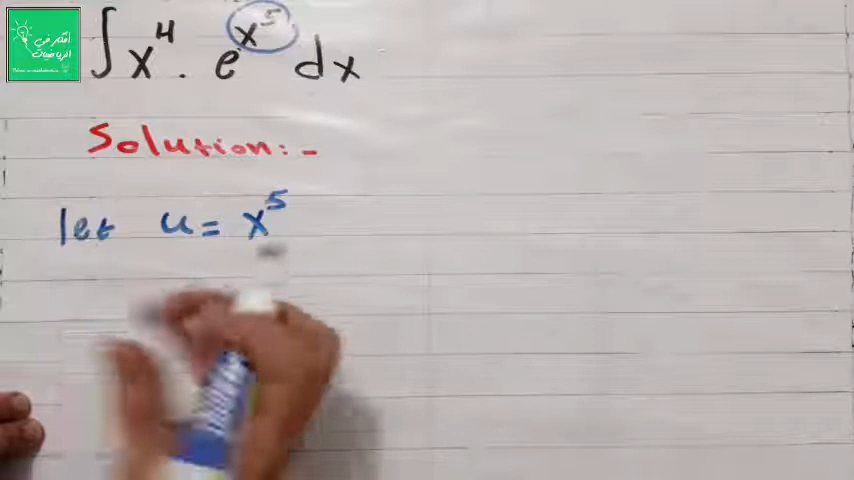 ∫ x⁴ . e^(x⁵) dx
Solution: -
let u = x⁵